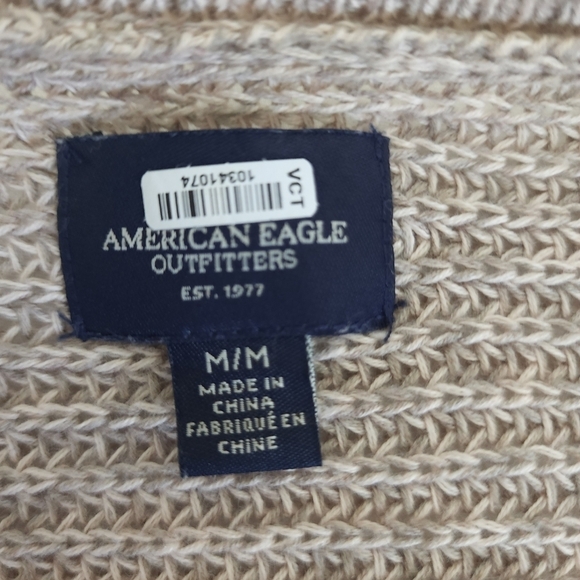 VCT
10341074
AMERICAN EAGLE
OUTFITTERS
EST. 1977
M/M
MADE IN
CHINA
FABRIQUÉ EN
CHINE